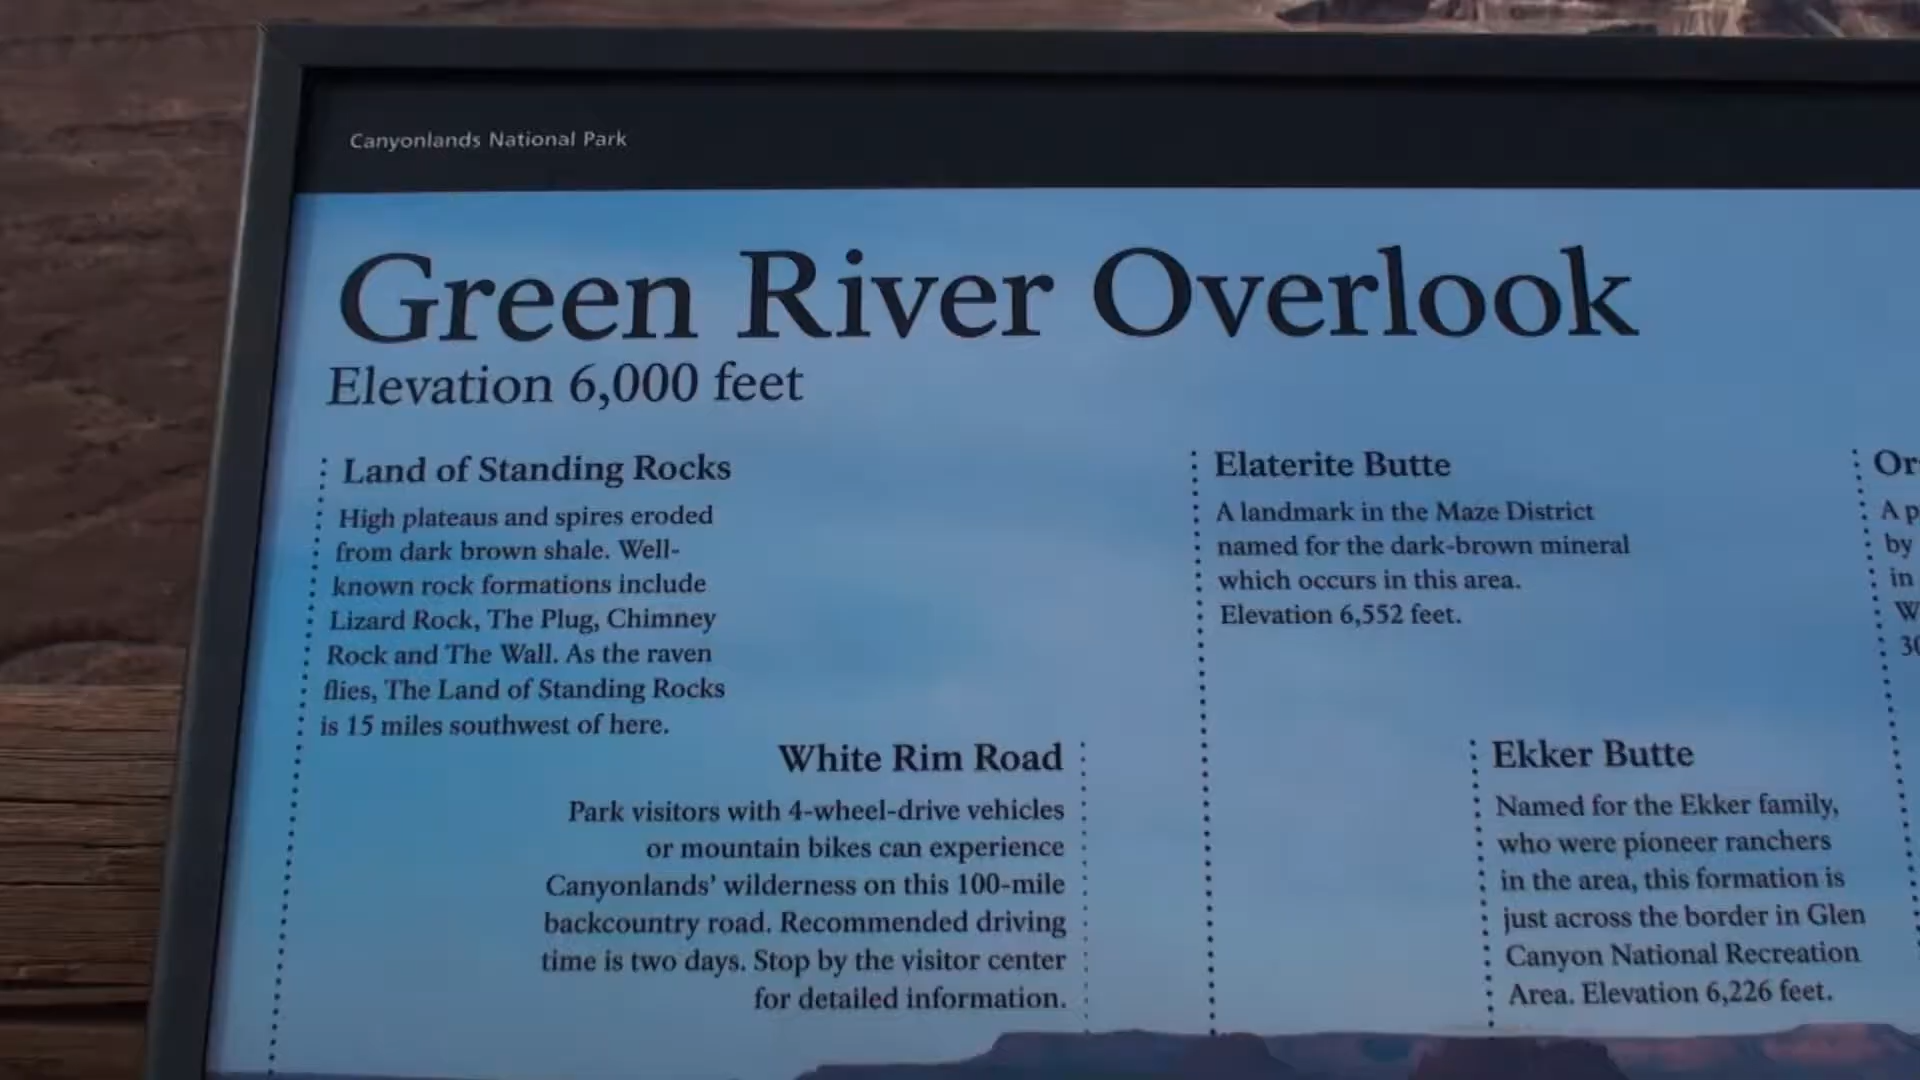 Canyonlands National Park
Green River Overlook
Elevation 6,000 feet
Land of Standing Rocks
High plateaus and spires eroded
from dark brown shale. Well-
known rock formations include
Lizard Rock, The Plug, Chimney
Rock and The Wall. As the raven
flies, The Land of Standing Rocks
is 15 miles southwest of here.
White Rim Road
Park visitors with 4-wheel-drive vehicles
or mountain bikes can experience
Canyonlands' wilderness on this 100-mile
backcountry road. Recommended driving
time is two days. Stop by the visitor center
for detailed information.
Elaterite Butte
A landmark in the Maze District
named for the dark-brown mineral
which occurs in this area.
Elevation 6,552 feet.
Ekker Butte
Named for the Ekker family,
who were pioneer ranchers
in the area, this formation is
just across the border in Glen
Canyon National Recreation
Area. Elevation 6,226 feet.
A
by
in